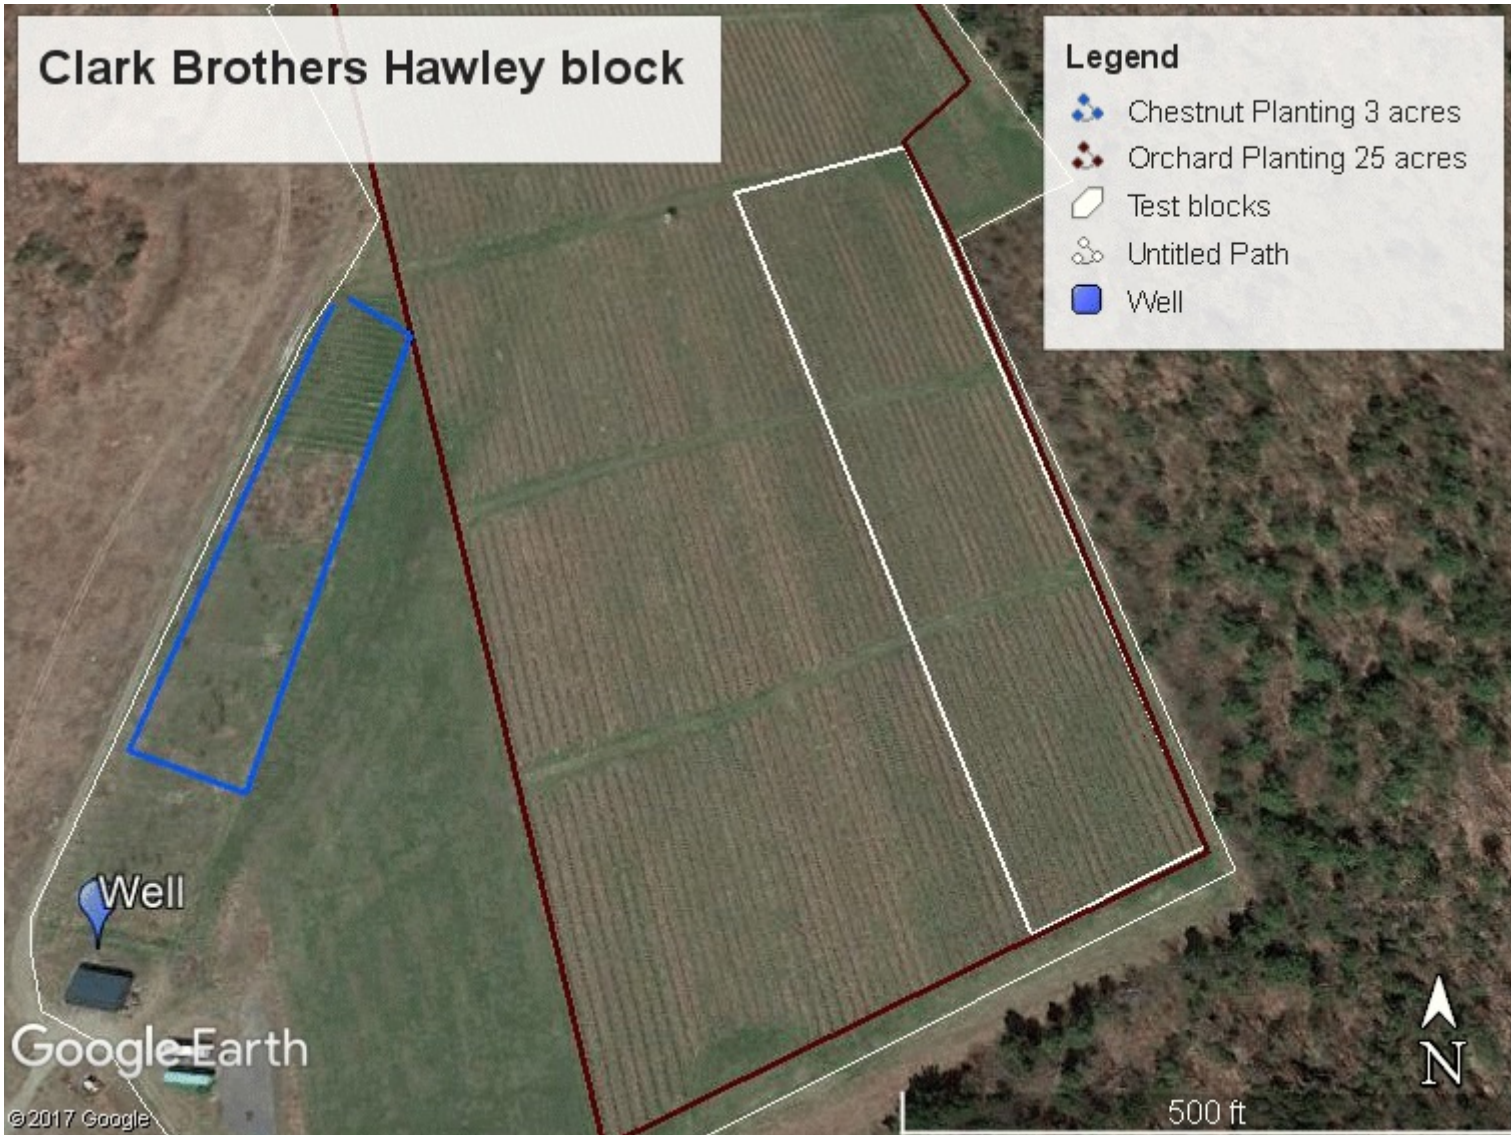 Clark Brothers Hawley block
Legend
Chestnut Planting 3 acres
Orchard Planting 25 acres
Test blocks
Untitled Path
Well
Well
Google Earth
©2017 Google
N
500 ft